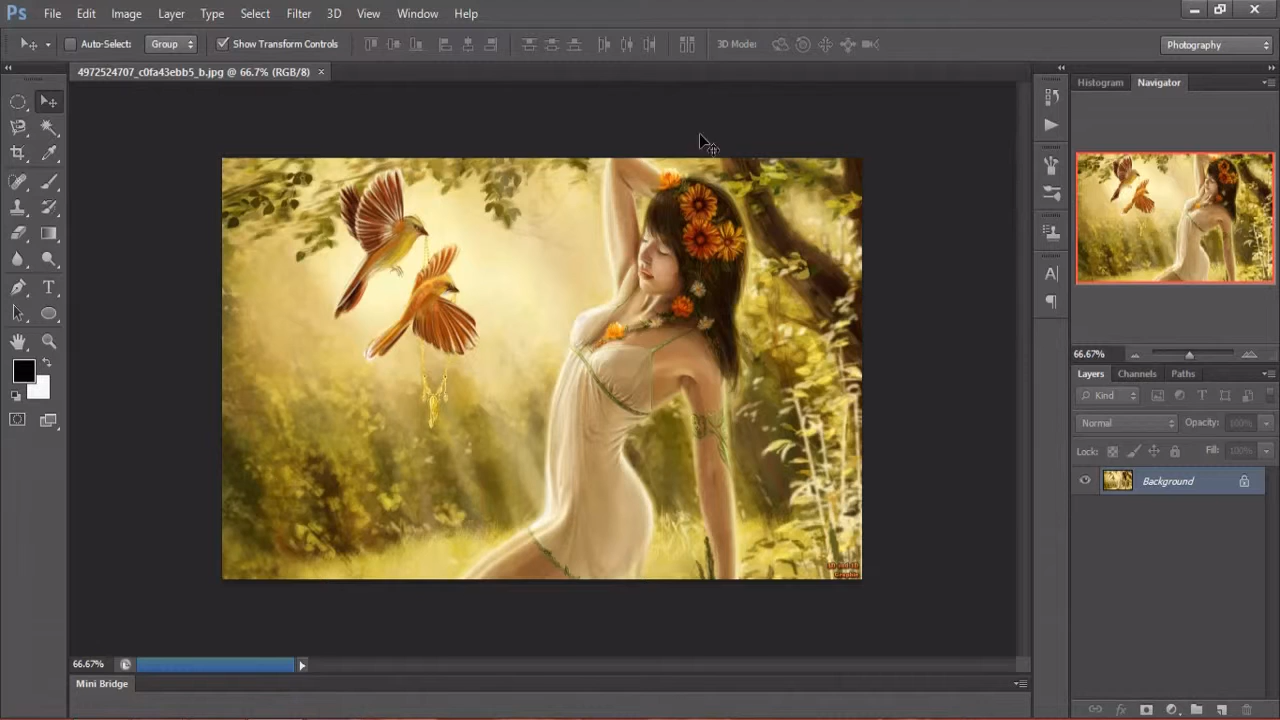 Ps File Edit Image Layer Type Select Filter 3D View Window Help
Auto-Select: Group Show Transform Controls 3D Mode: Photography
4972524707_c0fa43ebb5_b.jpg @ 66.7% (RGB/8) ×
Histogram Navigator
66.67%
Layers Channels Paths
Kind
Normal Opacity: 100%
Lock: Fill: 100%
Background
66.67%
Mini Bridge